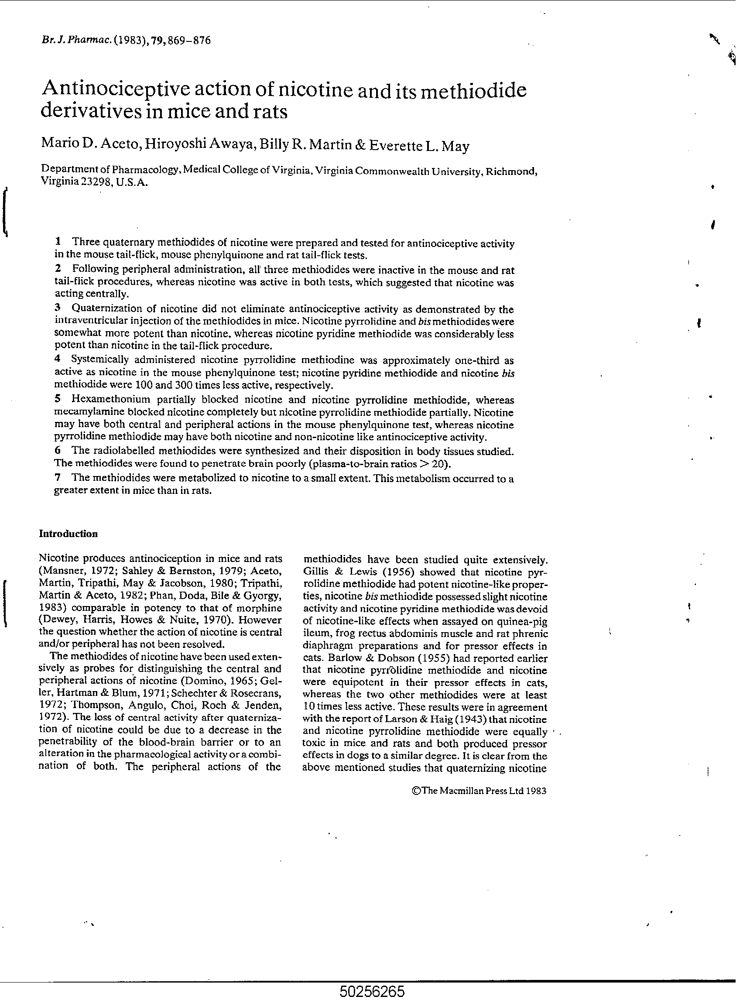 Br. J. Pharmac. (1983), 79, 869–876
Antinociceptive action of nicotine and its methiodide
derivatives in mice and rats
Mario D. Aceto, Hiroyoshi Awaya, Billy R. Martin & Everette L. May
Department of Pharmacology, Medical College of Virginia, Virginia Commonwealth University, Richmond,
Virginia 23298, U.S.A.
1 Three quaternary methiodides of nicotine were prepared and tested for antinociceptive activity
in the mouse tail-flick, mouse phenylquinone and rat tail-flick tests.
2 Following peripheral administration, all three methiodides were inactive in the mouse and rat
tail-flick procedures, whereas nicotine was active in both tests, which suggested that nicotine was
acting centrally.
3 Quaternization of nicotine did not eliminate antinociceptive activity as demonstrated by the
intraventricular injection of the methiodides in mice. Nicotine pyrrolidine and bis methiodides were
somewhat more potent than nicotine, whereas nicotine pyridine methiodide was considerably less
potent than nicotine in the tail-flick procedure.
4 Systemically administered nicotine pyrrolidine methiodine was approximately one-third as
active as nicotine in the mouse phenylquinone test; nicotine pyridine methiodide and nicotine bis
methiodide were 100 and 300 times less active, respectively.
5 Hexamethonium partially blocked nicotine and nicotine pyrrolidine methiodide, whereas
mecamylamine blocked nicotine completely but nicotine pyrrolidine methiodide partially. Nicotine
may have both central and peripheral actions in the mouse phenylquinone test, whereas nicotine
pyrrolidine methiodide may have both nicotine and non-nicotine like antinociceptive activity.
6 The radiolabelled methiodides were synthesized and their disposition in body tissues studied.
The methiodides were found to penetrate brain poorly (plasma-to-brain ratios > 20).
7 The methiodides were metabolized to nicotine to a small extent. This metabolism occurred to a
greater extent in mice than in rats.
Introduction
Nicotine produces antinociception in mice and rats
(Mansner, 1972; Sahley & Bernston, 1979; Aceto,
Martin, Tripathi, May & Jacobson, 1980; Tripathi,
Martin & Aceto, 1982; Phan, Doda, Bile & Gyorgy,
1983) comparable in potency to that of morphine
(Dewey, Harris, Howes & Nuite, 1970). However
the question whether the action of nicotine is central
and/or peripheral has not been resolved.
The methiodides of nicotine have been used exten-
sively as probes for distinguishing the central and
peripheral actions of nicotine (Domino, 1965; Gel-
ler, Hartman & Blum, 1971; Schechter & Rosecrans,
1972; Thompson, Angulo, Choi, Roch & Jenden,
1972). The loss of central activity after quaterniza-
tion of nicotine could be due to a decrease in the
penetrability of the blood-brain barrier or to an
alteration in the pharmacological activity or a combi-
nation of both. The peripheral actions of the
methiodides have been studied quite extensively.
Gillis & Lewis (1956) showed that nicotine pyr-
rolidine methiodide had potent nicotine-like proper-
ties, nicotine bis methiodide possessed slight nicotine
activity and nicotine pyridine methiodide was devoid
of nicotine-like effects when assayed on guinea-pig
ileum, frog rectus abdominis muscle and rat phrenic
diaphragm preparations and for pressor effects in
cats. Barlow & Dobson (1955) had reported earlier
that nicotine pyrrolidine methiodide and nicotine
were equipotent in their pressor effects in cats,
whereas the two other methiodides were at least
10 times less active. These results were in agreement
with the report of Larson & Haig (1943) that nicotine
and nicotine pyrrolidine methiodide were equally
toxic in mice and rats and both produced pressor
effects in dogs to a similar degree. It is clear from the
above mentioned studies that quaternizing nicotine
©The Macmillan Press Ltd 1983
50256265